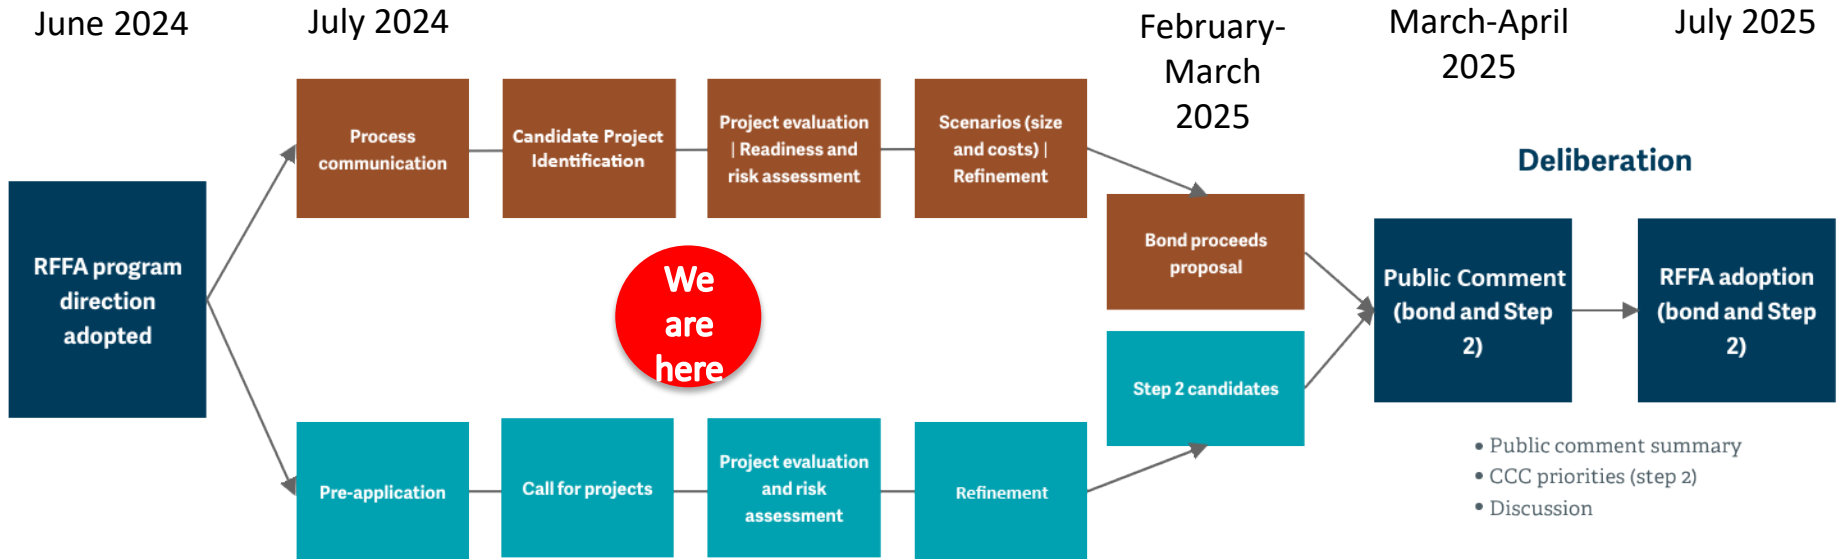 June 2024
July 2024
February-
March
2025
March-April
2025
July 2025
Deliberation
RFFA program
direction
adopted
Process
communication
Candidate Project
Identification
Project evaluation
| Readiness and
risk assessment
Scenarios (size
and costs) |
Refinement
Bond proceeds
proposal
We
are
here
Pre-application
Call for projects
Project evaluation
and risk
assessment
Refinement
Step 2 candidates
Public Comment
(bond and Step
2)
RFFA adoption
(bond and Step
2)
• Public comment summary
• CCC priorities (step 2)
• Discussion